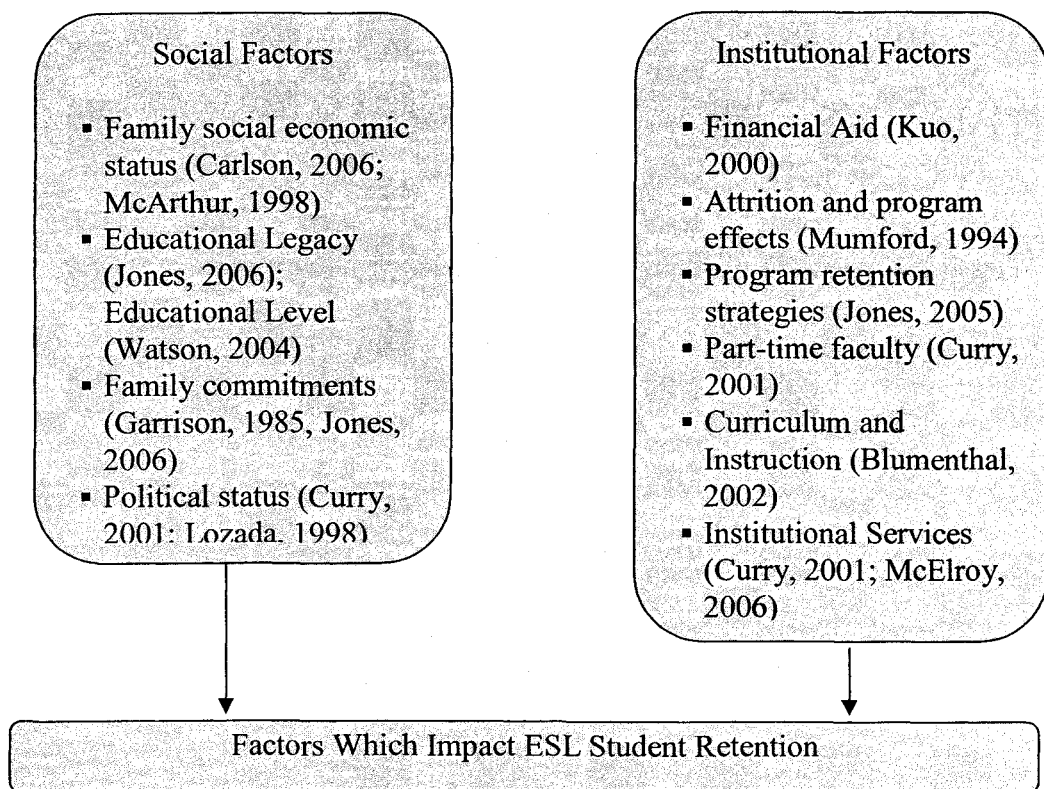 Social Factors
▪ Family social economic
status (Carlson, 2006;
McArthur, 1998)
▪ Educational Legacy
(Jones, 2006);
Educational Level
(Watson, 2004)
▪ Family commitments
(Garrison, 1985, Jones,
2006)
▪ Political status (Curry,
2001; Lozada, 1998)
Institutional Factors
▪ Financial Aid (Kuo,
2000)
▪ Attrition and program
effects (Mumford, 1994)
▪ Program retention
strategies (Jones, 2005)
▪ Part-time faculty (Curry,
2001)
▪ Curriculum and
Instruction (Blumenthal,
2002)
▪ Institutional Services
(Curry, 2001; McElroy,
2006)
Factors Which Impact ESL Student Retention